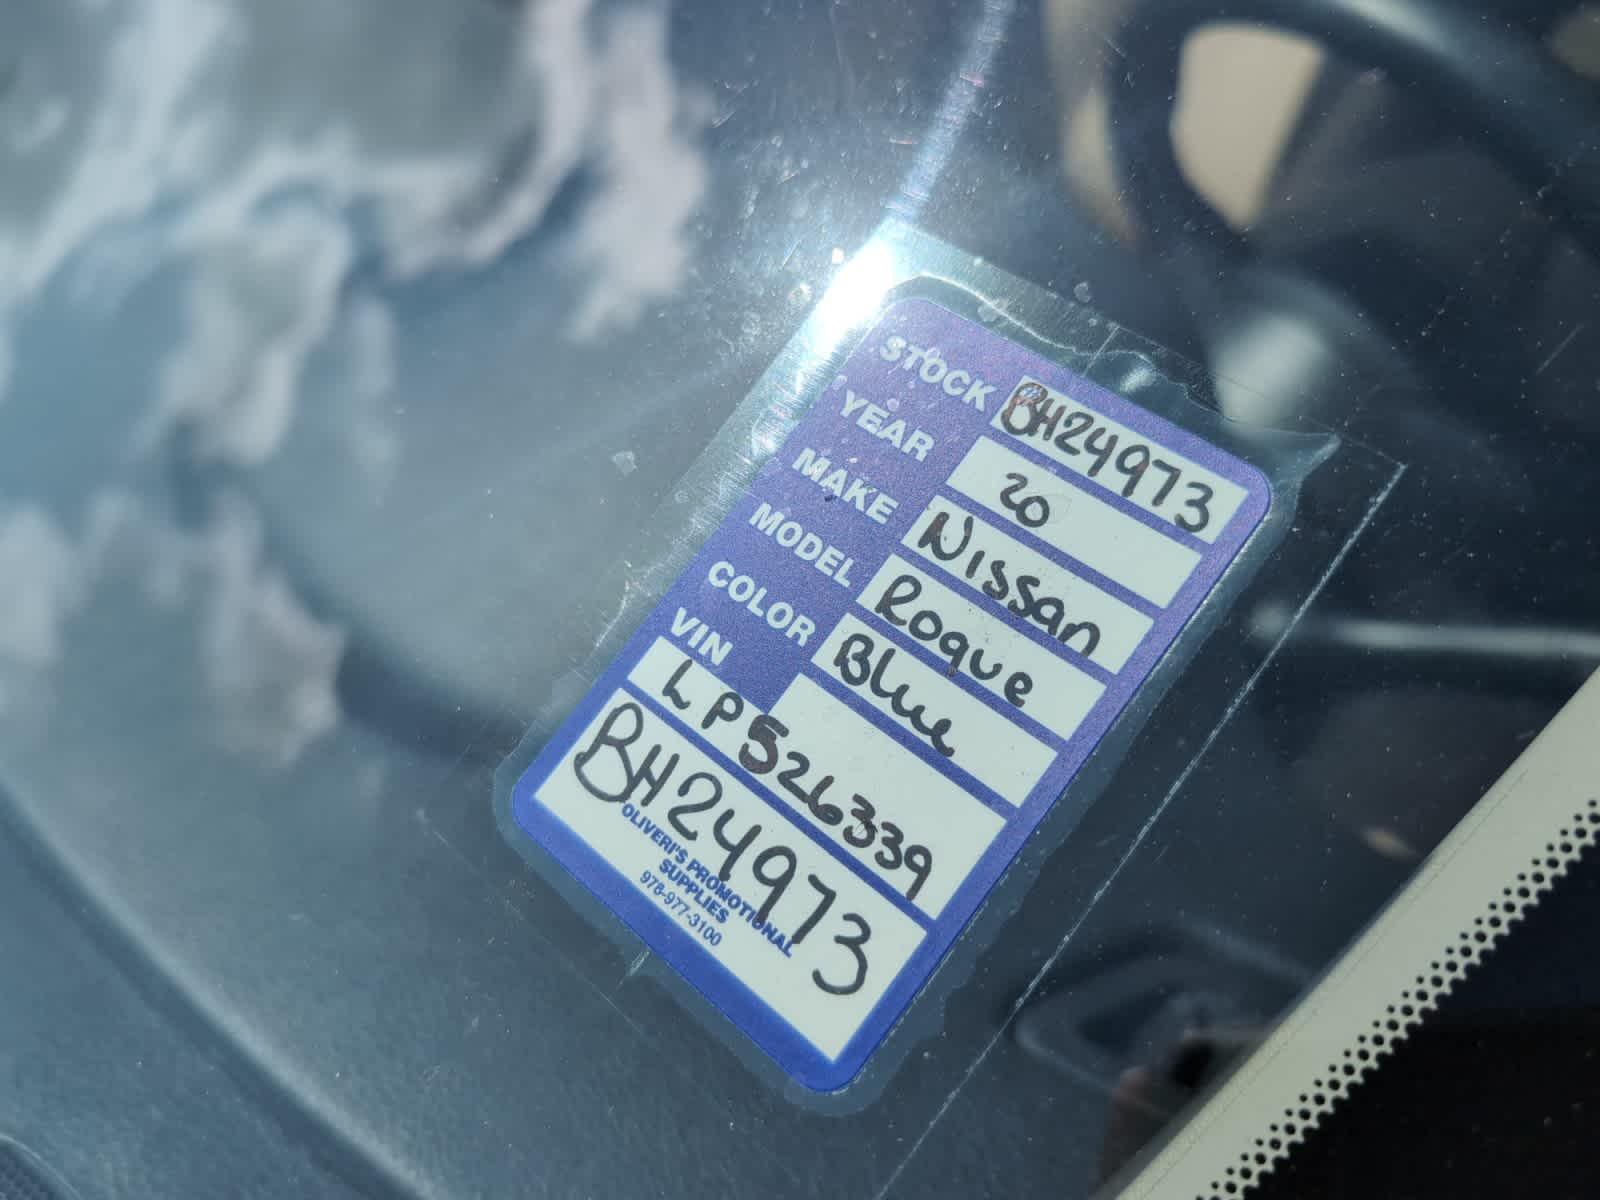 STOCK BH24973
YEAR 20
MAKE Nissan
MODEL Rogue
COLOR Blue
VIN
LP526339
BH24973
OLIVERI'S PROMOTIONAL
SUPPLIES
978-977-3100